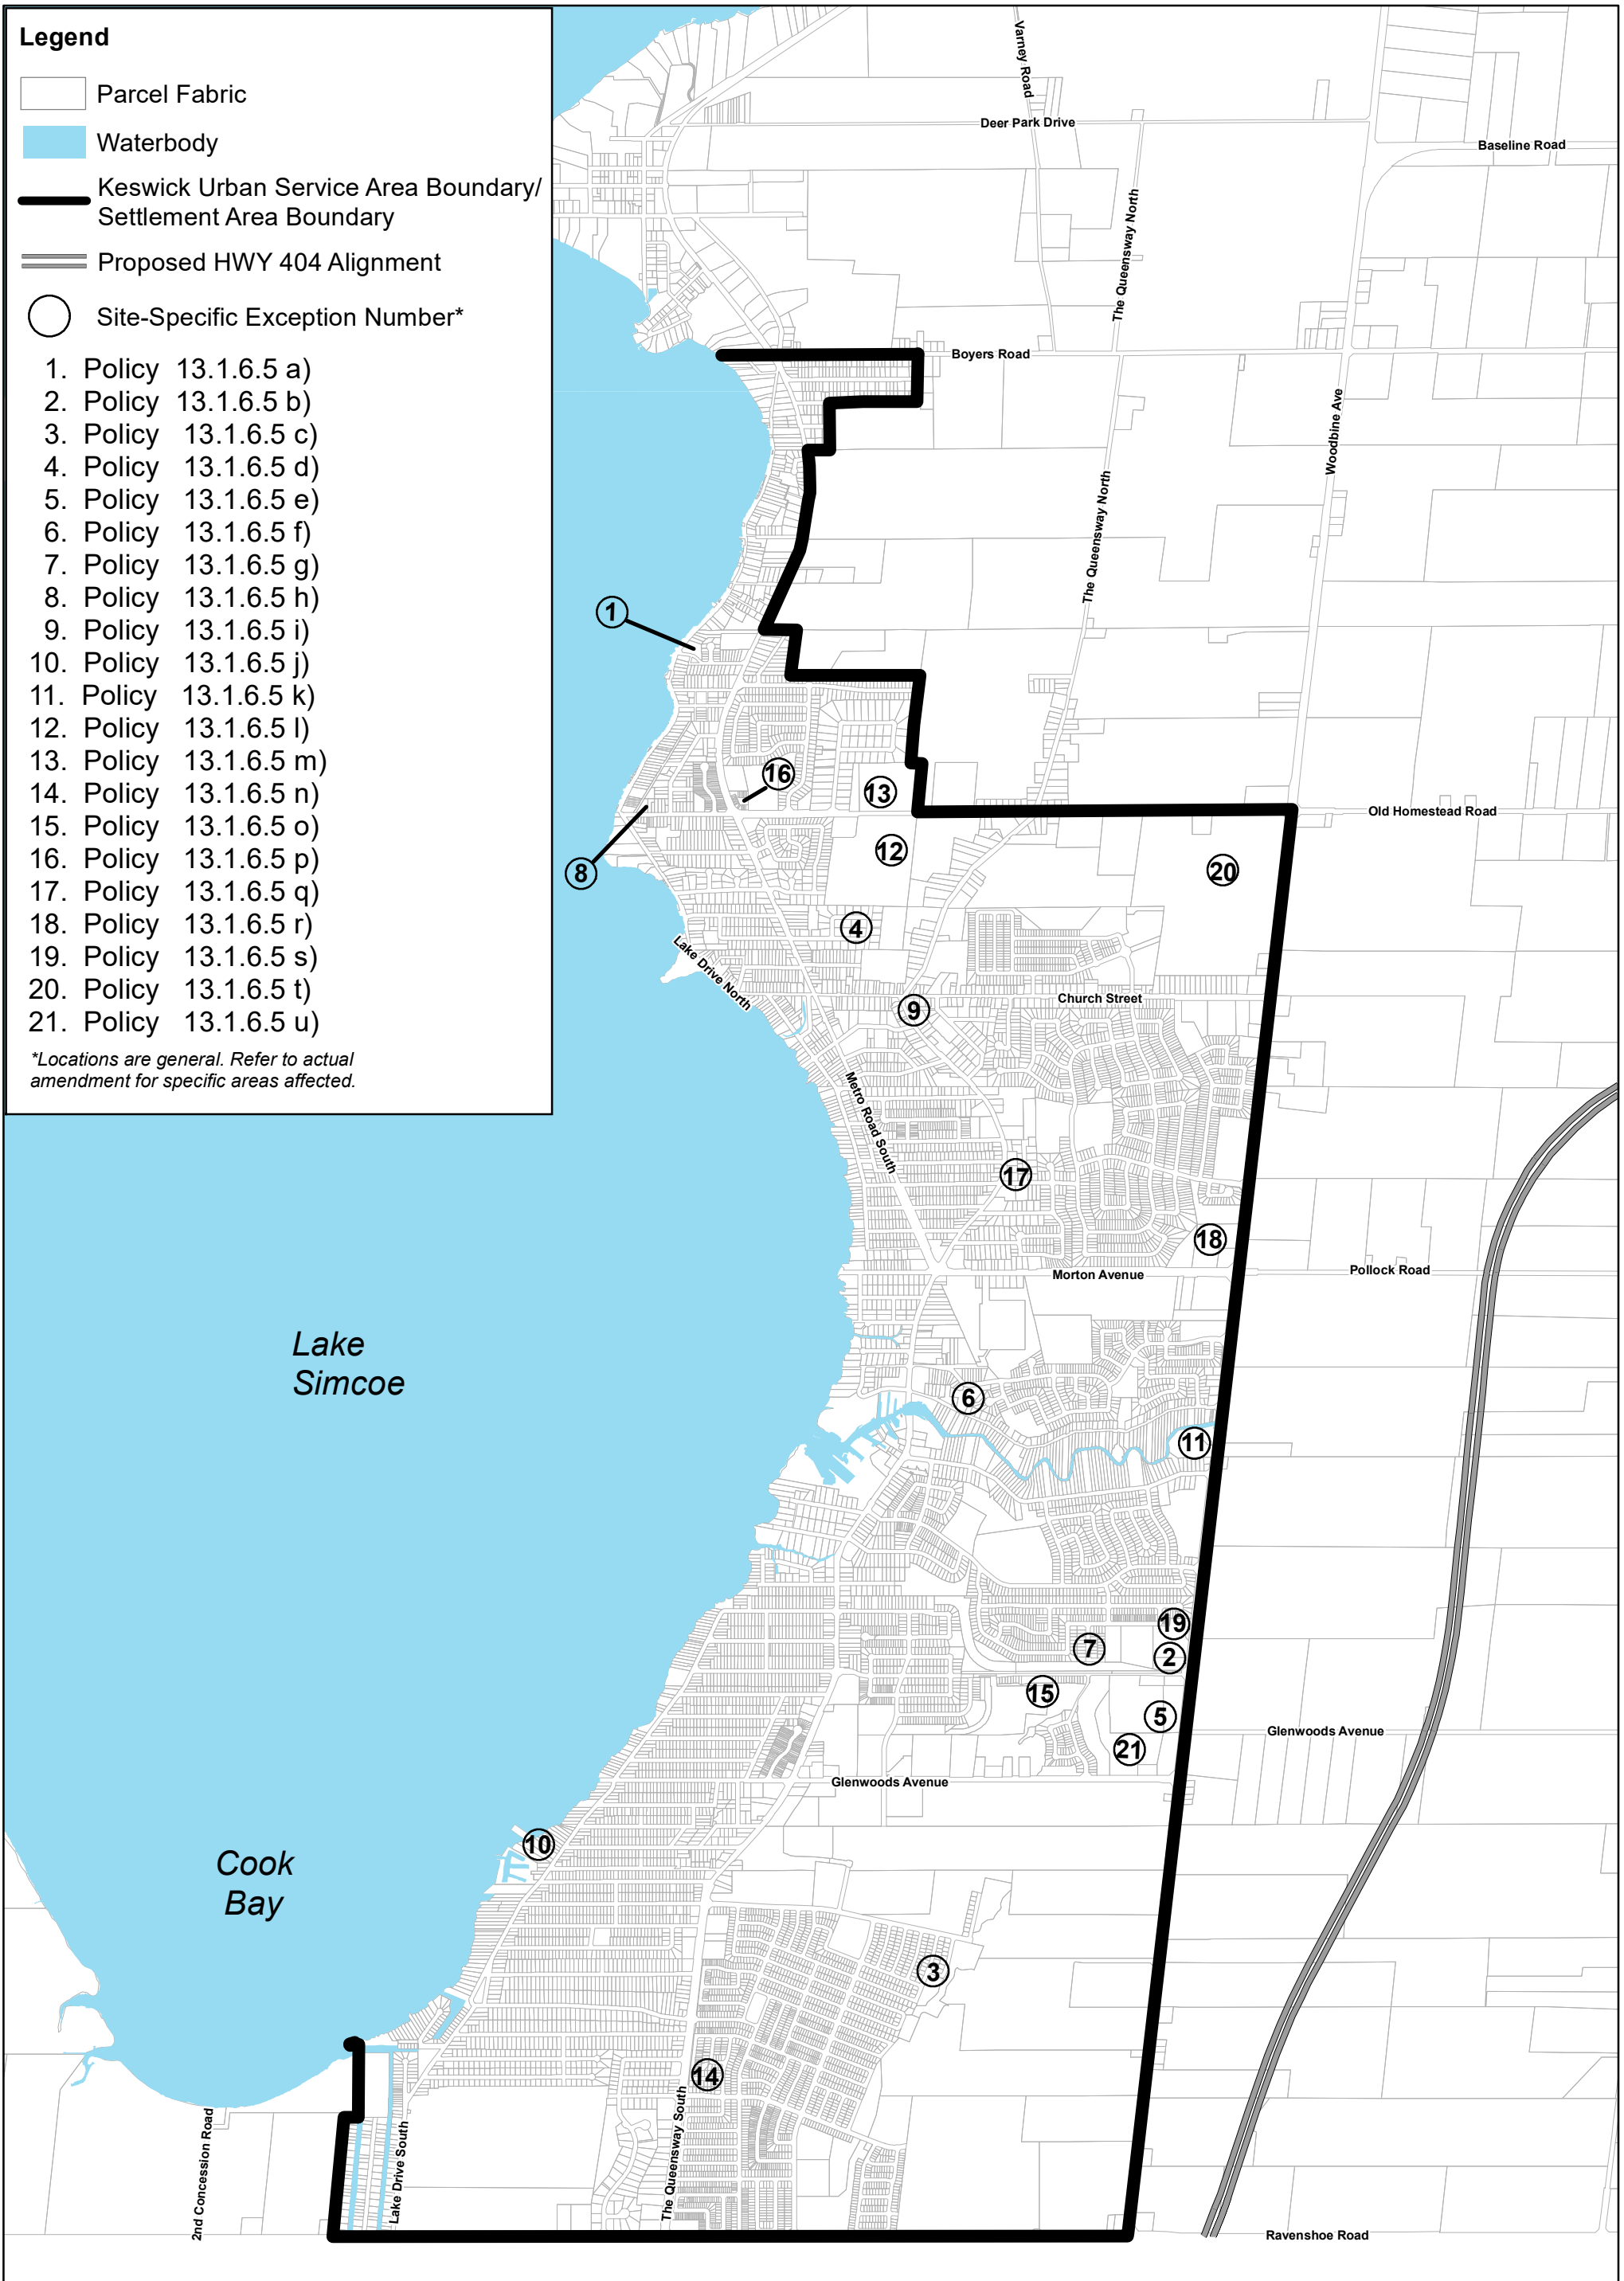 Legend
Parcel Fabric
Waterbody
Keswick Urban Service Area Boundary/
Settlement Area Boundary
Proposed HWY 404 Alignment
Site-Specific Exception Number*
1. Policy 13.1.6.5 a)
2. Policy 13.1.6.5 b)
3. Policy 13.1.6.5 c)
4. Policy 13.1.6.5 d)
5. Policy 13.1.6.5 e)
6. Policy 13.1.6.5 f)
7. Policy 13.1.6.5 g)
8. Policy 13.1.6.5 h)
9. Policy 13.1.6.5 i)
10. Policy 13.1.6.5 j)
11. Policy 13.1.6.5 k)
12. Policy 13.1.6.5 l)
13. Policy 13.1.6.5 m)
14. Policy 13.1.6.5 n)
15. Policy 13.1.6.5 o)
16. Policy 13.1.6.5 p)
17. Policy 13.1.6.5 q)
18. Policy 13.1.6.5 r)
19. Policy 13.1.6.5 s)
20. Policy 13.1.6.5 t)
21. Policy 13.1.6.5 u)
*Locations are general. Refer to actual
amendment for specific areas affected.
Varney Road
Deer Park Drive
Baseline Road
The Queensway North
Boyers Road
Woodbine Ave
The Queensway North
1
16
13
Old Homestead Road
12
8
20
4
Lake Drive North
Church Street
9
Metro Road South
17
18
Morton Avenue
Pollock Road
Lake
Simcoe
6
11
19
7
2
15
5
Glenwoods Avenue
21
Glenwoods Avenue
10
Cook
Bay
3
14
2nd Concession Road
Lake Drive South
The Queensway South
Ravenshoe Road